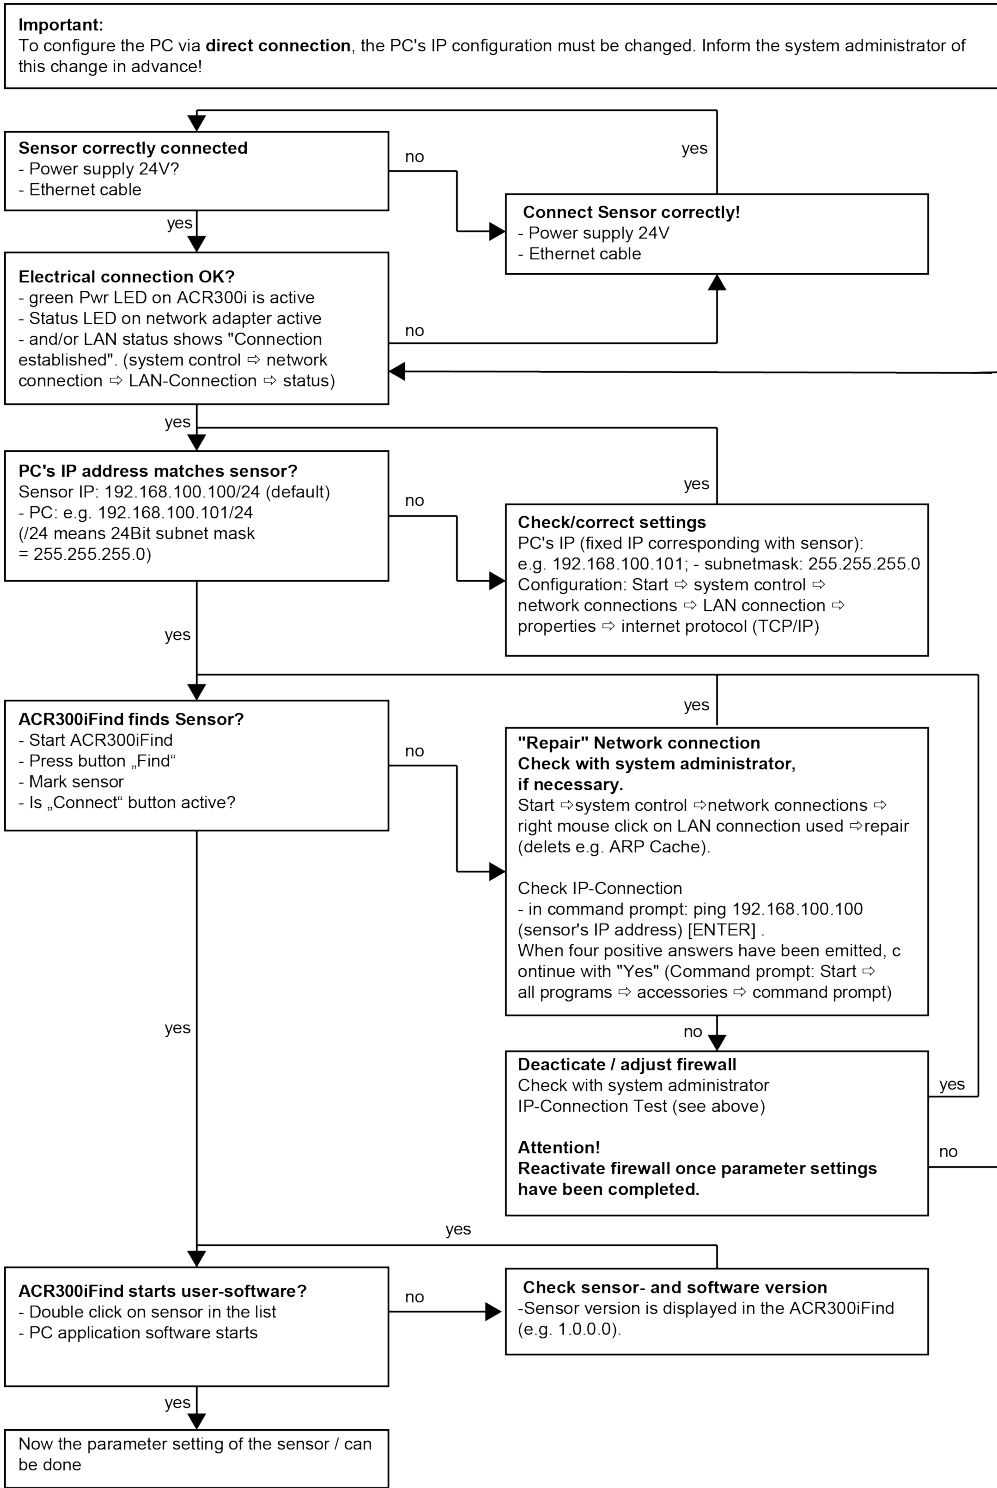 Important:
To configure the PC via direct connection, the PC's IP configuration must be changed. Inform the system administrator of
this change in advance!
Sensor correctly connected
- Power supply 24V?
- Ethernet cable
no
yes
Connect Sensor correctly!
- Power supply 24V
- Ethernet cable
yes
Electrical connection OK?
- green Pwr LED on ACR300i is active
- Status LED on network adapter active
- and/or LAN status shows "Connection
established". (system control ⇨ network
connection ⇨ LAN-Connection ⇨ status)
no
yes
PC's IP address matches sensor?
Sensor IP: 192.168.100.100/24 (default)
- PC: e.g. 192.168.100.101/24
(/24 means 24Bit subnet mask
= 255.255.255.0)
no
yes
Check/correct settings
PC's IP (fixed IP corresponding with sensor):
e.g. 192.168.100.101; - subnetmask: 255.255.255.0
Configuration: Start ⇨ system control ⇨
network connections ⇨ LAN connection ⇨
properties ⇨ internet protocol (TCP/IP)
yes
ACR300iFind finds Sensor?
- Start ACR300iFind
- Press button „Find“
- Mark sensor
- Is „Connect“ button active?
no
yes
"Repair" Network connection
Check with system administrator,
if necessary.
Start ⇨system control ⇨network connections ⇨
right mouse click on LAN connection used ⇨repair
(delets e.g. ARP Cache).
Check IP-Connection
- in command prompt: ping 192.168.100.100
(sensor's IP address) [ENTER] .
When four positive answers have been emitted, c
ontinue with "Yes" (Command prompt: Start ⇨
all programs ⇨ accessories ⇨ command prompt)
yes
no
Deacticate / adjust firewall
Check with system administrator
IP-Connection Test (see above)
Attention!
Reactivate firewall once parameter settings
have been completed.
yes
no
yes
ACR300iFind starts user-software?
- Double click on sensor in the list
- PC application software starts
no
Check sensor- and software version
-Sensor version is displayed in the ACR300iFind
(e.g. 1.0.0.0).
yes
Now the parameter setting of the sensor / can
be done